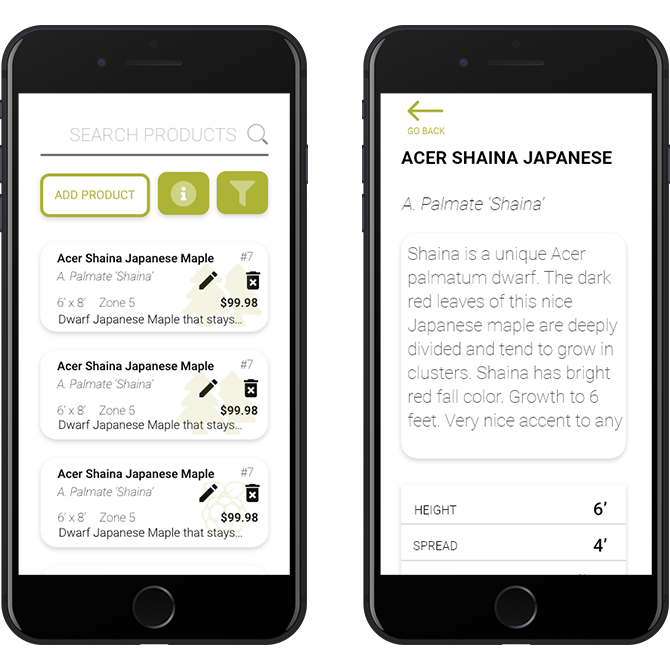 SEARCH PRODUCTS
ADD PRODUCT
Acer Shaina Japanese Maple #7
A. Palmate ‘Shaina’
6’ x 8’ Zone 5 $99.98
Dwarf Japanese Maple that stays...
Acer Shaina Japanese Maple #7
A. Palmate ‘Shaina’
6’ x 8’ Zone 5 $99.98
Dwarf Japanese Maple that stays...
Acer Shaina Japanese Maple #7
A. Palmate ‘Shaina’
6’ x 8’ Zone 5 $99.98
Dwarf Japanese Maple that stays...
GO BACK
ACER SHAINA JAPANESE
A. Palmate ‘Shaina’
Shaina is a unique Acer
palmatum dwarf. The dark
red leaves of this nice
Japanese maple are deeply
divided and tend to grow in
clusters. Shaina has bright
red fall color. Growth to 6
feet. Very nice accent to any
HEIGHT 6’
SPREAD 4’